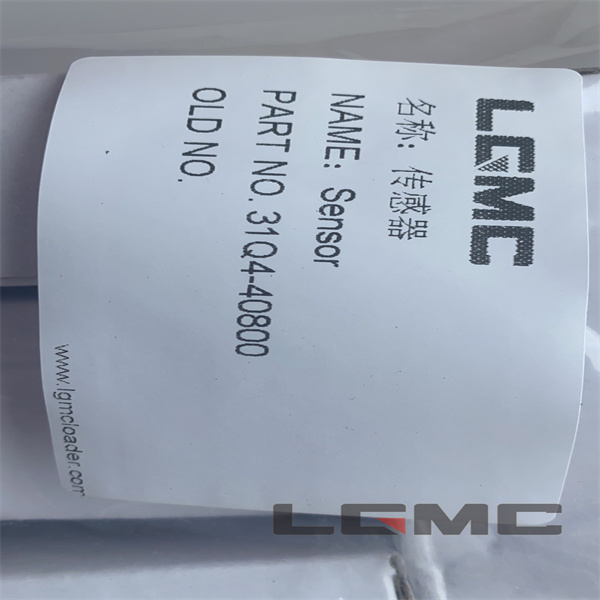 LGMC
名称：传感器
NAME: Sensor
PART NO. 31Q4-40800
OLD NO.
www.lgmcloader.com
LGMC